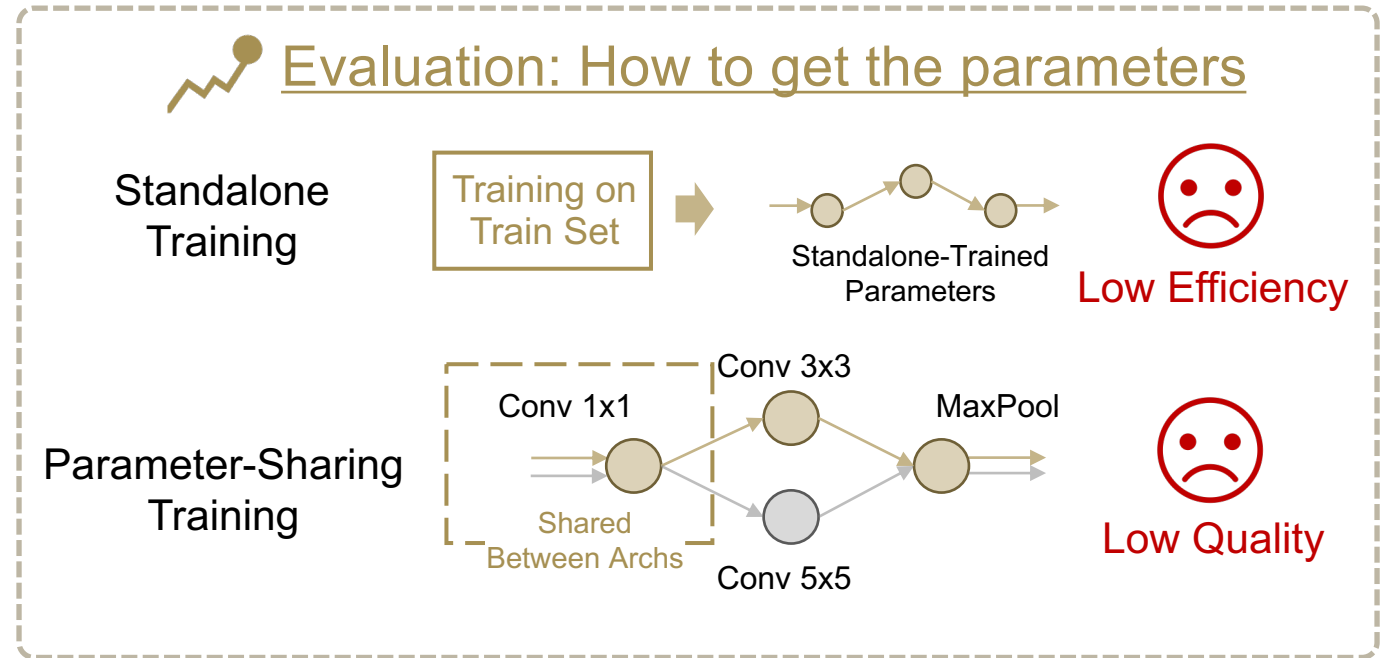 Evaluation: How to get the parameters
Standalone
Training
Training on
Train Set
Standalone-Trained
Parameters
Low Efficiency
Parameter-Sharing
Training
Conv 1x1
Shared
Between Archs
Conv 3x3
Conv 5x5
MaxPool
Low Quality